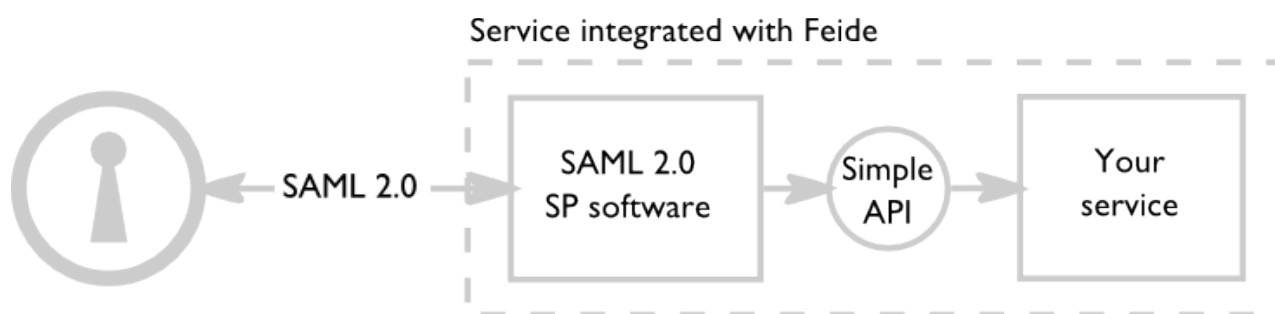 Service integrated with Feide
SAML 2.0
SAML 2.0
SP software
Simple
API
Your
service